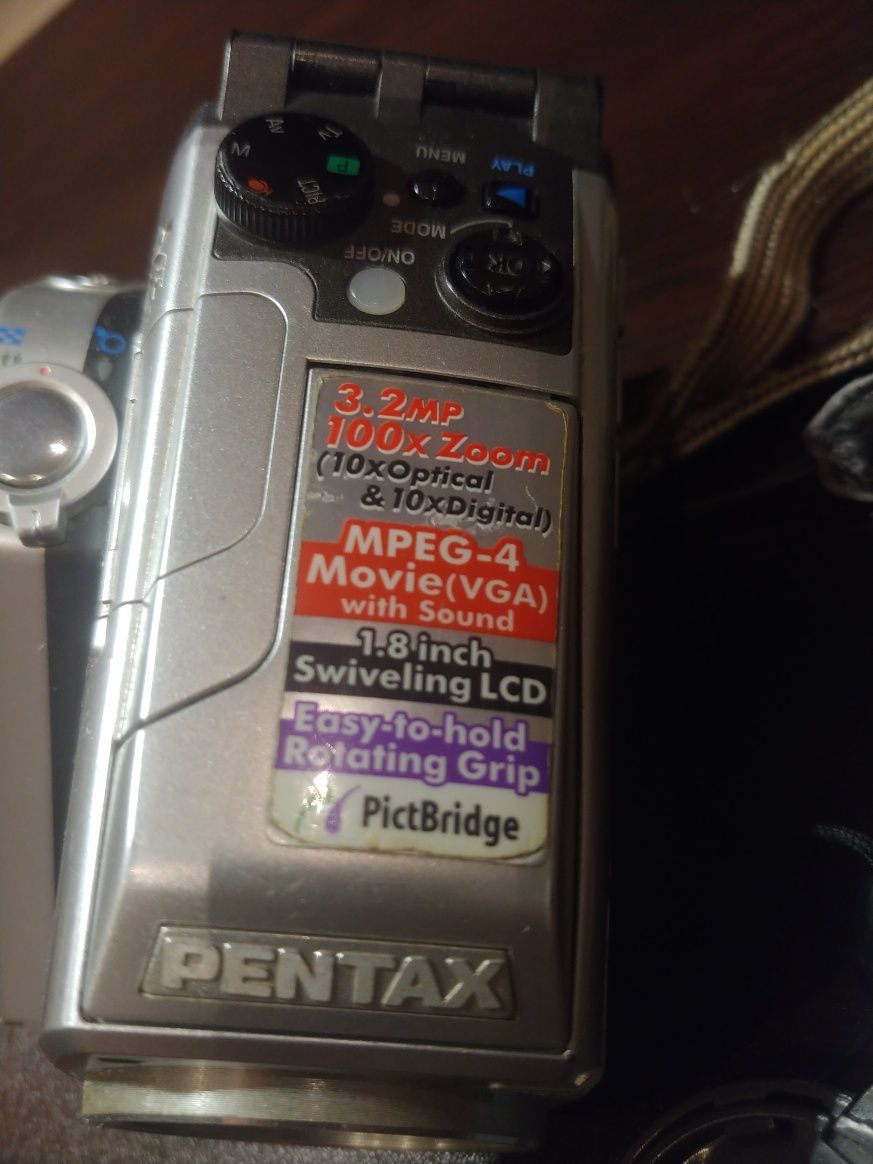 M
Av
Tv
P
PICT
MENU
PLAY
MODE
ON/OFF
OK
3.2MP
100x Zoom
(10xOptical
& 10xDigital)
MPEG-4
Movie(VGA)
with Sound
1.8 inch
Swiveling LCD
Easy-to-hold
Rotating Grip
PictBridge
PENTAX